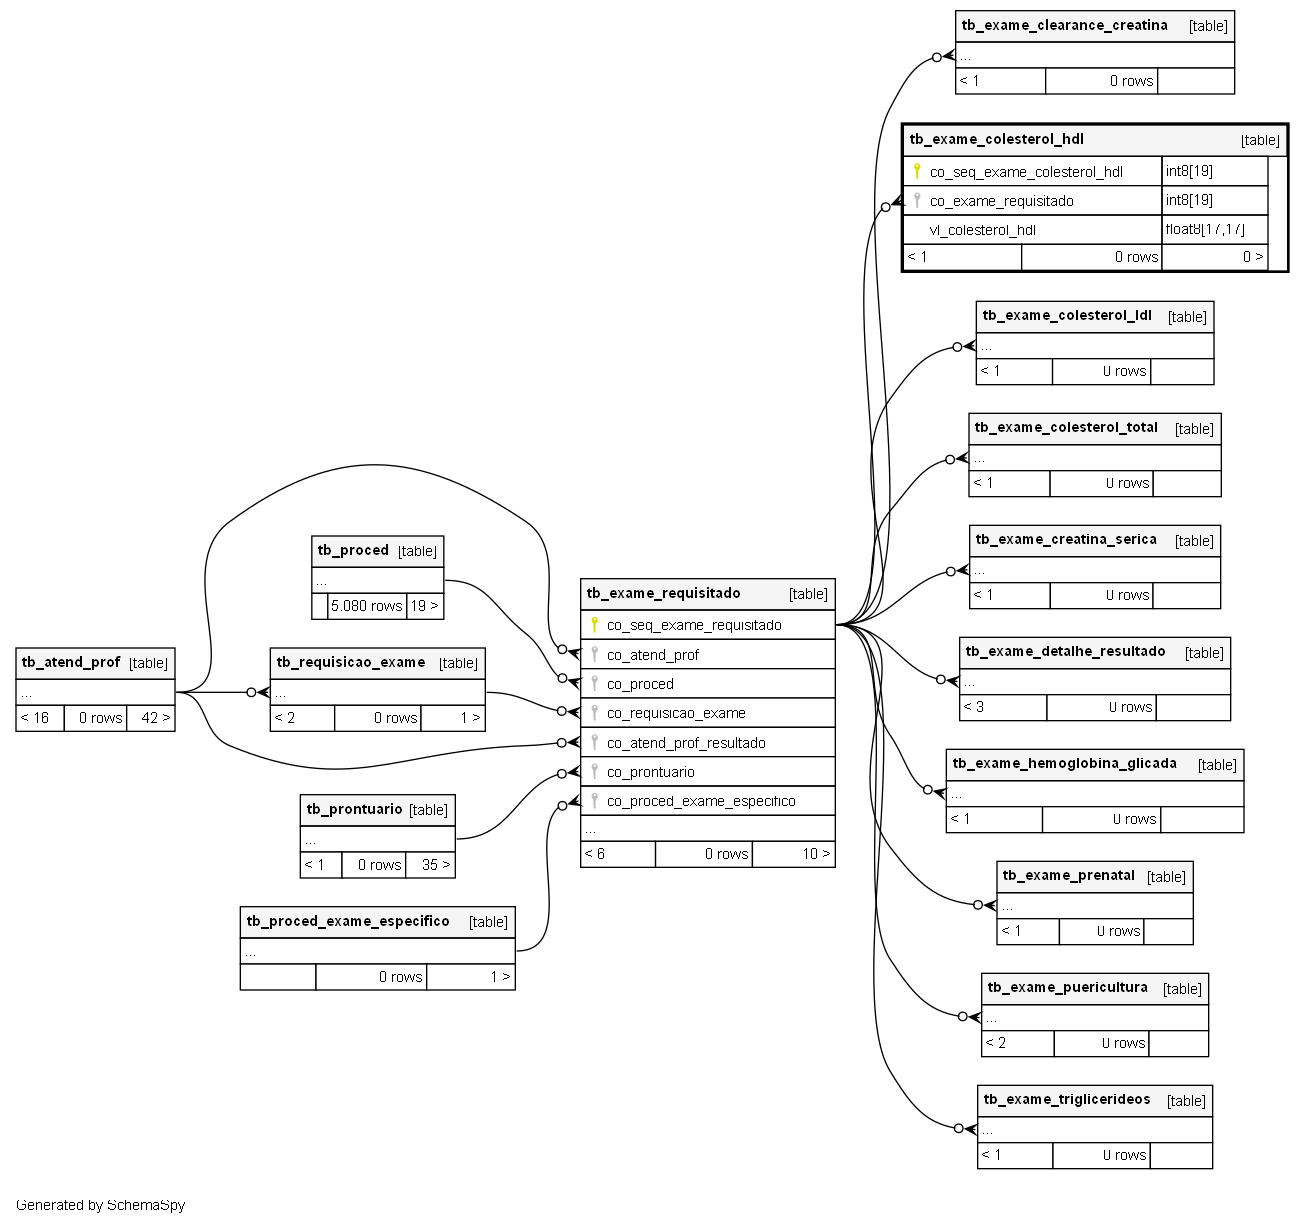 tb_exame_clearance_creatina [table]
...
< 1 0 rows
tb_exame_colesterol_hdl [table]
co_seq_exame_colesterol_hdl int8[19]
co_exame_requisitado int8[19]
vl_colesterol_hdl float8[17,17]
< 1 0 rows 0 >
tb_exame_colesterol_ldl [table]
...
< 1 0 rows
tb_exame_colesterol_total [table]
...
< 1 0 rows
tb_exame_creatina_serica [table]
...
< 1 0 rows
tb_exame_detalhe_resultado [table]
...
< 3 0 rows
tb_exame_hemoglobina_glicada [table]
...
< 1 0 rows
tb_exame_prenatal [table]
...
< 1 0 rows
tb_exame_puericultura [table]
...
< 2 0 rows
tb_exame_triglicerideos [table]
...
< 1 0 rows
tb_exame_requisitado [table]
co_seq_exame_requisitado
co_atend_prof
co_proced
co_requisicao_exame
co_atend_prof_resultado
co_prontuario
co_proced_exame_especifico
...
< 6 0 rows 10 >
tb_proced [table]
...
5.080 rows 19 >
tb_requisicao_exame [table]
...
< 2 0 rows 1 >
tb_atend_prof [table]
...
< 16 0 rows 42 >
tb_prontuario [table]
...
< 1 0 rows 35 >
tb_proced_exame_especifico [table]
...
0 rows 1 >
Generated by SchemaSpy